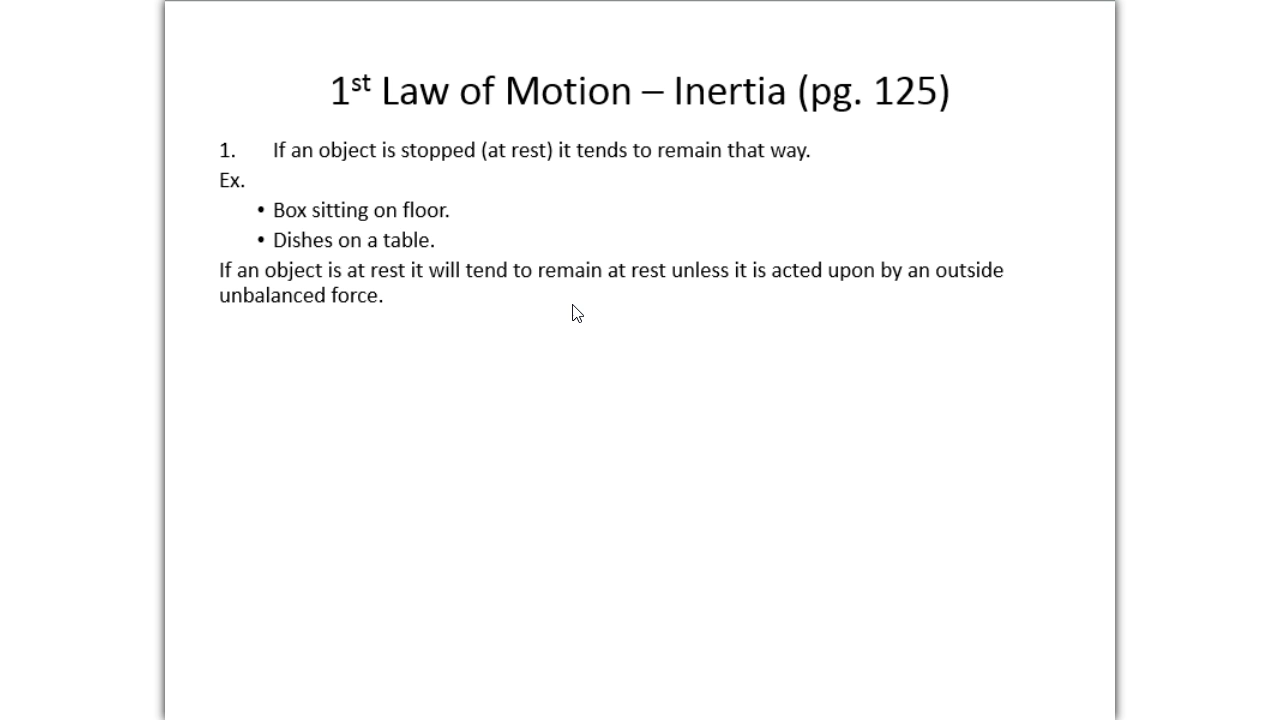 1st Law of Motion – Inertia (pg. 125)
1. If an object is stopped (at rest) it tends to remain that way.
Ex.
• Box sitting on floor.
• Dishes on a table.
If an object is at rest it will tend to remain at rest unless it is acted upon by an outside
unbalanced force.